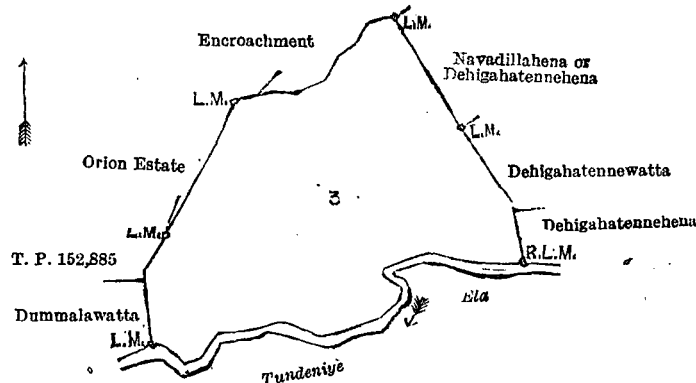 L.M.
Encroachment
Navadillahena or
Dehigahatennehena
L.M.
L.M.
Orion Estate
Dehigahatennewatta
3
L.M.
Dehigahatennehena
T. P. 152,885
R.L.M.
Ela
Dummalawatta
L.M.
Tundeniye